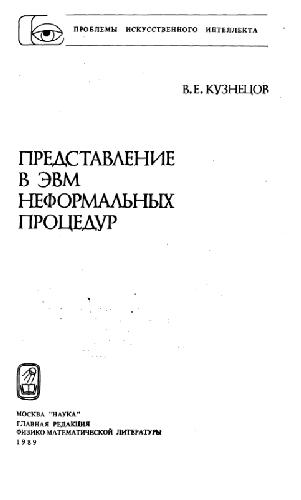 ПРОБЛЕМЫ ИСКУССТВЕННОГО ИНТЕЛЛЕКТА
В.Е. КУЗНЕЦОВ
ПРЕДСТАВЛЕНИЕ
В ЭВМ
НЕФОРМАЛЬНЫХ
ПРОЦЕДУР
МОСКВА "НАУКА"
ГЛАВНАЯ РЕДАКЦИЯ
ФИЗИКО-МАТЕМАТИЧЕСКОЙ ЛИТЕРАТУРЫ
1989